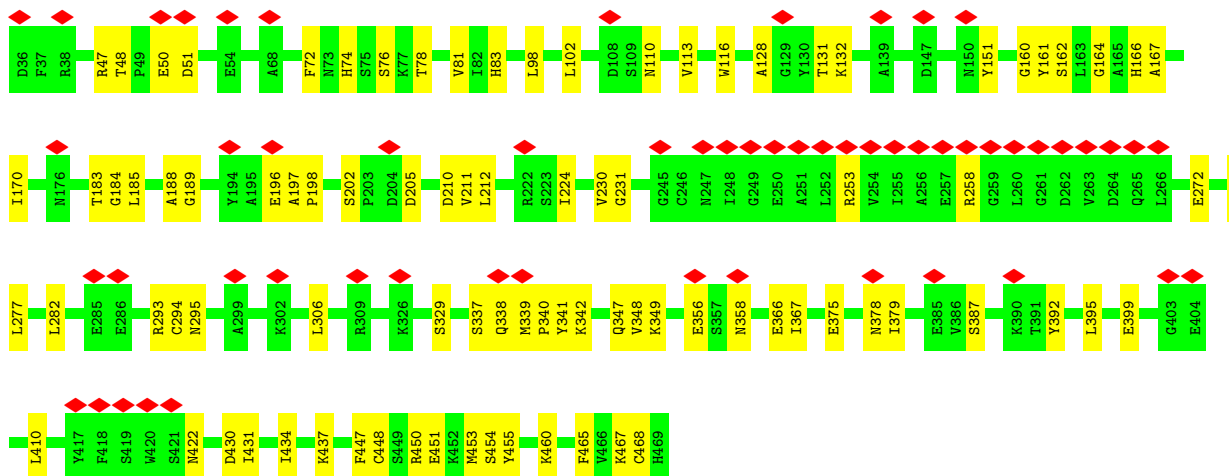 D36 F37 R38 R47 T48 P49 E50 D51 E54 A68 F72 N73 H74 S75 S76 K77 T78 V81 I82 H83 L98 L102 D108 S109 N110 V113 W116 A128 G129 Y130 T131 K132 A139 D147 N150 Y151 G160 Y161 S162 L163 G164 A165 H166 A167
I170 N176 T183 G184 L185 A188 G189 Y194 A195 E196 A197 P198 S202 P203 D204 D205 D210 V211 L212 R222 S223 I224 V230 G231 G245 C246 N247 I248 G249 E250 A251 L252 R253 V254 I255 A256 E257 R258 G259 L260 G261 D262 V263 D264 Q265 L266 E272
L277 L282 E285 E286 R293 C294 N295 A299 K302 L306 R309 K326 S329 S337 Q338 M339 P340 Y341 K342 Q347 V348 K349 E356 S357 N358 E366 I367 E375 N378 I379 E385 V386 S387 K390 T391 Y392 L395 E399 G403 E404
L410 Y417 F418 S419 W420 S421 N422 D430 I431 I434 K437 F447 C448 S449 R450 E451 K452 M453 S454 Y455 K460 F465 V466 K467 C468 H469